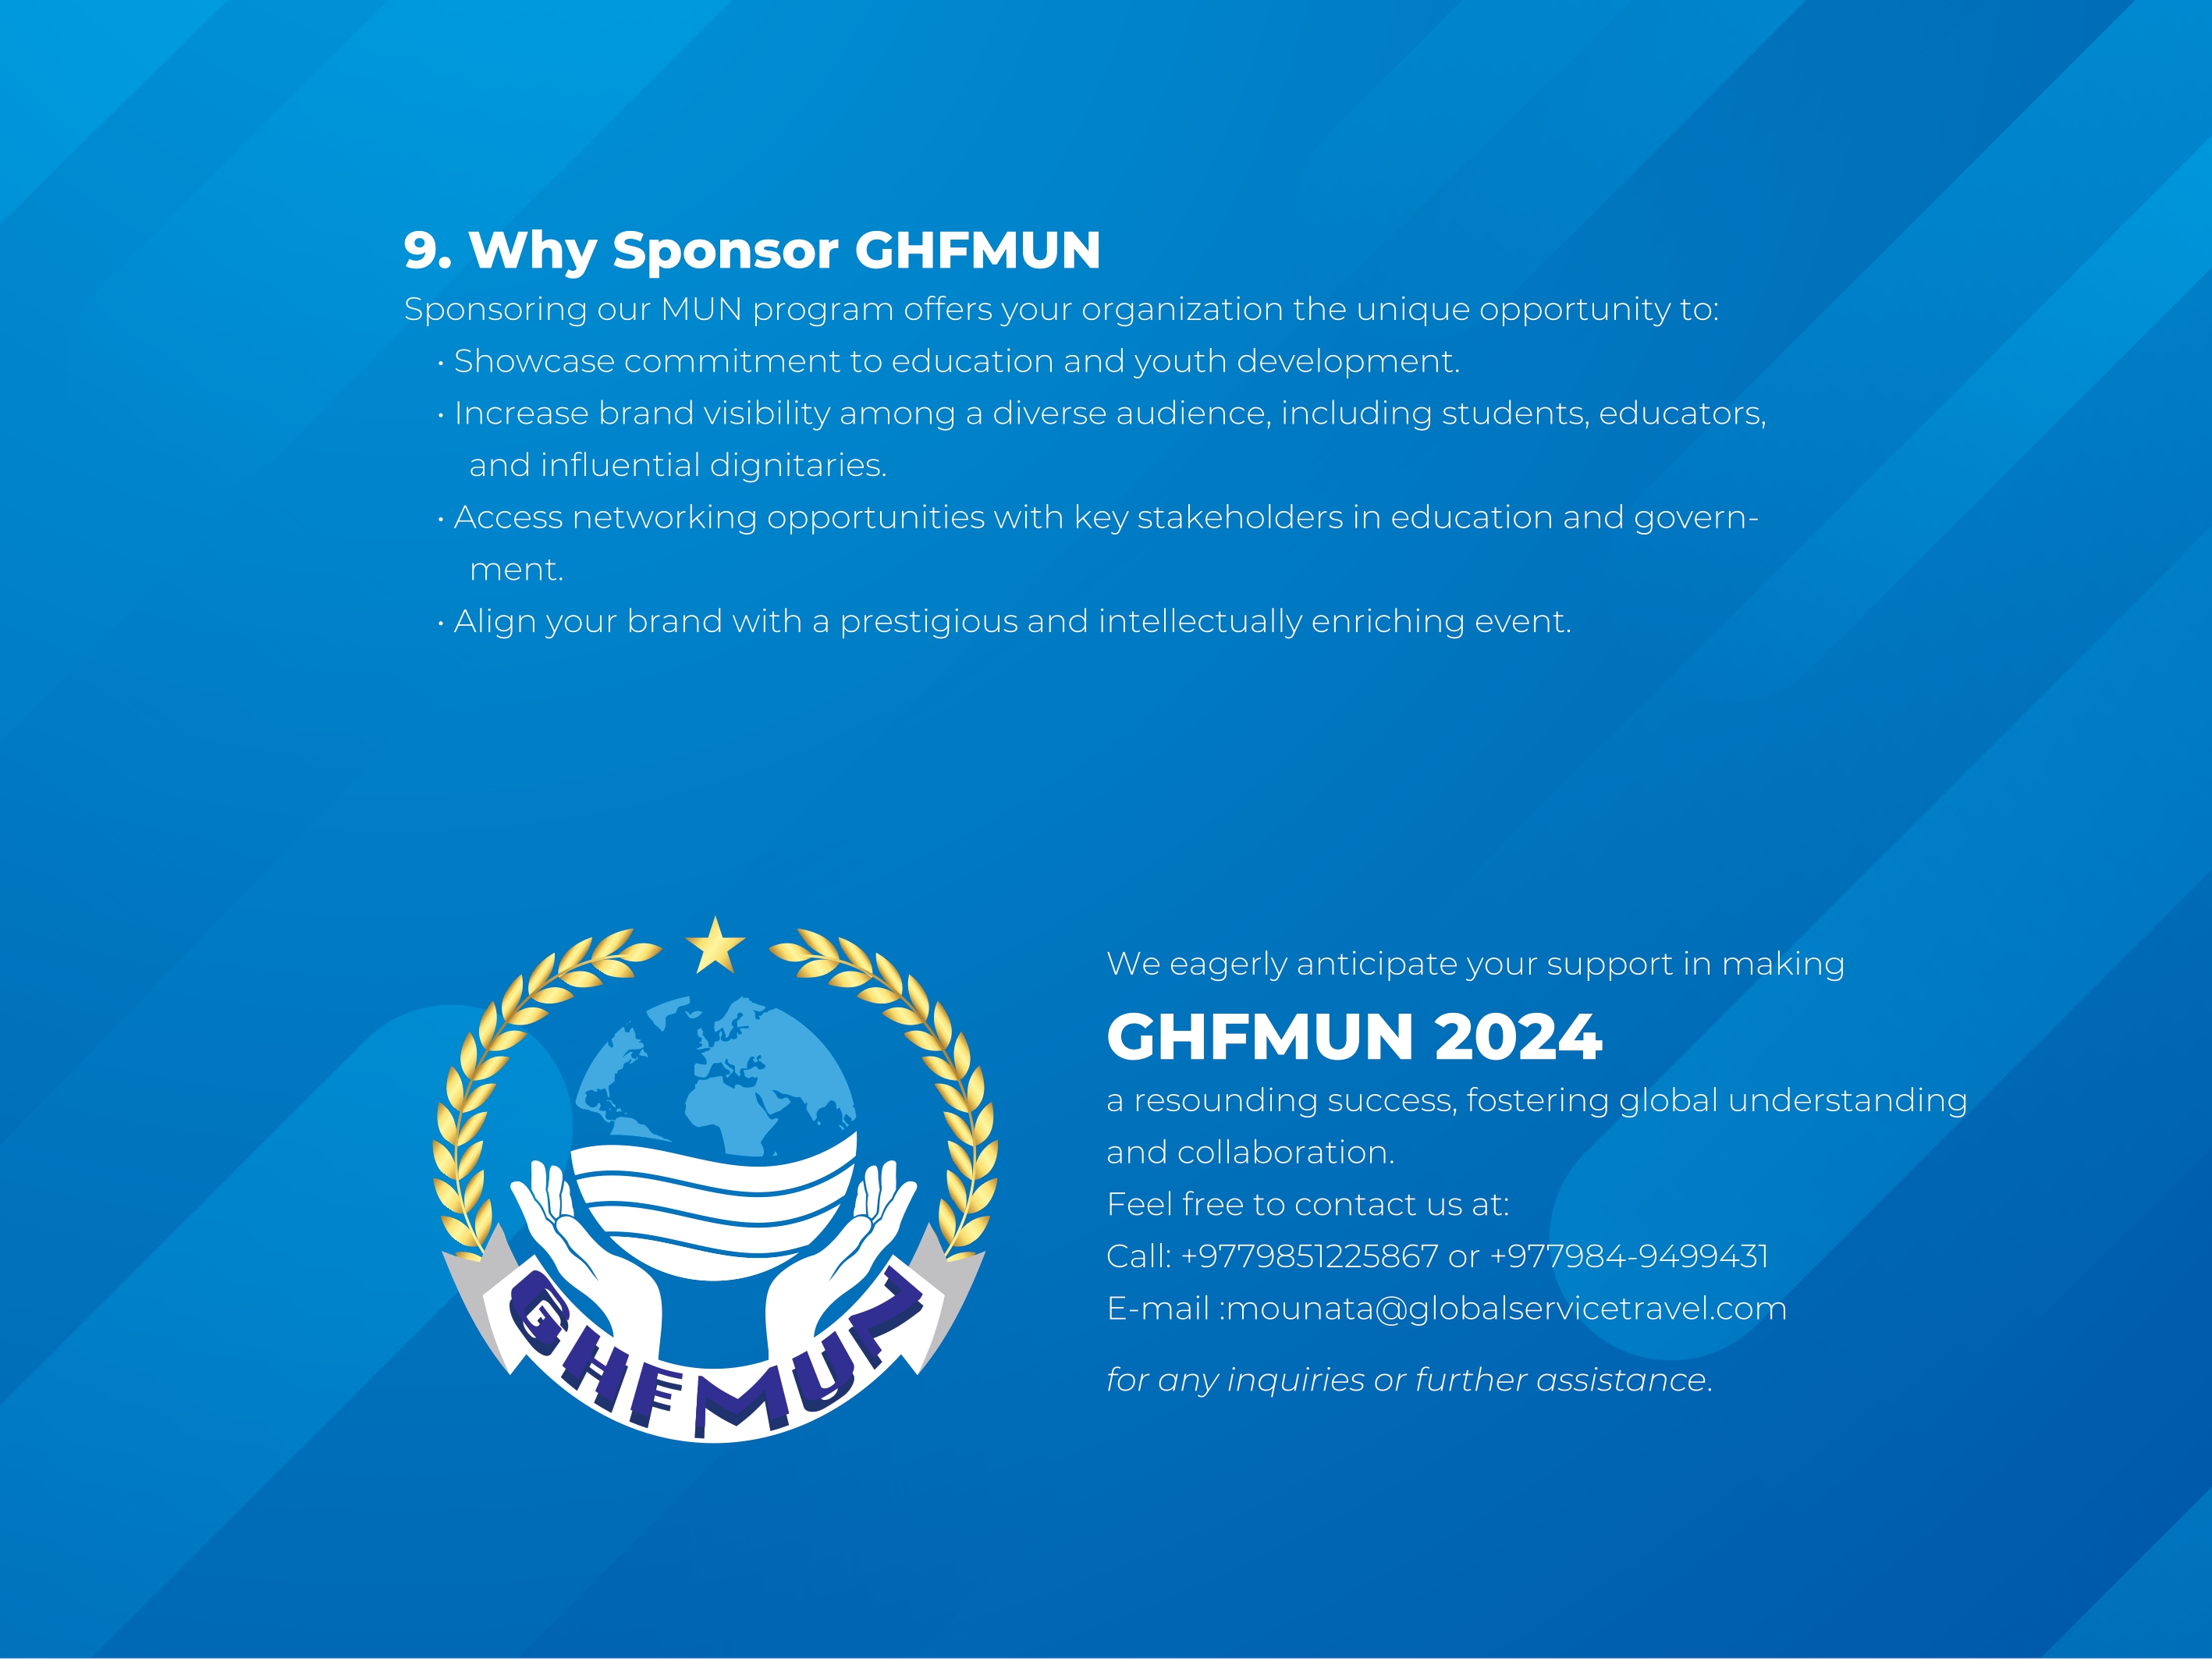 9. Why Sponsor GHFMUN
Sponsoring our MUN program offers your organization the unique opportunity to:
• Showcase commitment to education and youth development.
• Increase brand visibility among a diverse audience, including students, educators,
and influential dignitaries.
• Access networking opportunities with key stakeholders in education and govern-
ment.
• Align your brand with a prestigious and intellectually enriching event.
GHFMUN
We eagerly anticipate your support in making
GHFMUN 2024
a resounding success, fostering global understanding
and collaboration.
Feel free to contact us at:
Call: +9779851225867 or +977984-9499431
E-mail :mounata@globalservicetravel.com
for any inquiries or further assistance.